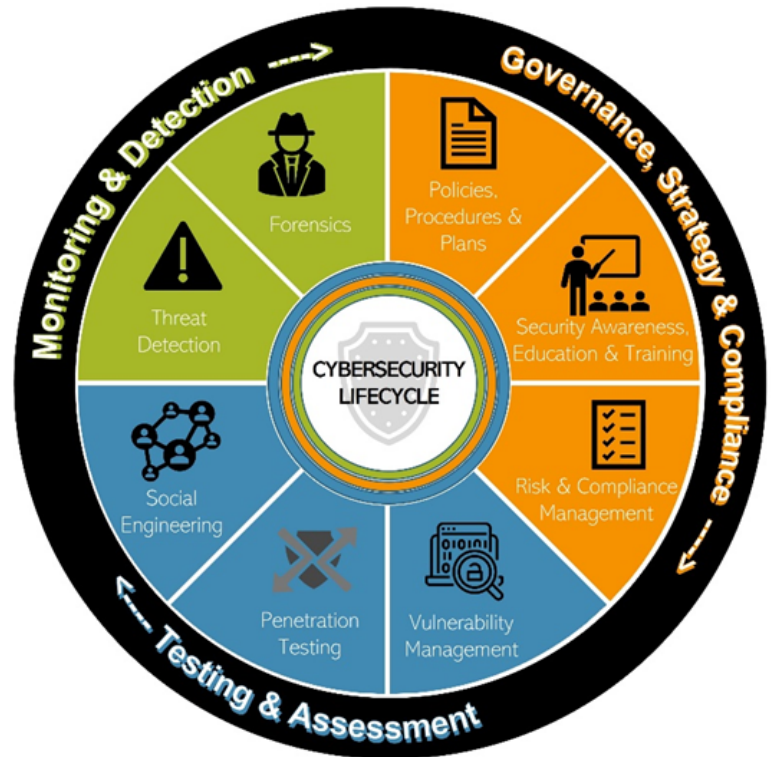 Monitoring & Detection ---->
Governance, Strategy & Compliance ---->
<---- Testing & Assessment
Forensics
Policies,
Procedures &
Plans
Threat
Detection
Security Awareness,
Education & Training
CYBERSECURITY
LIFECYCLE
Social
Engineering
Risk & Compliance
Management
Penetration
Testing
Vulnerability
Management